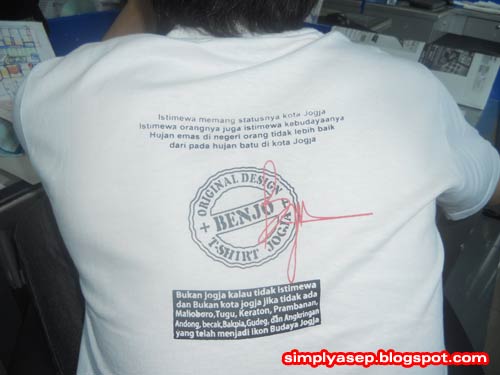 Istimewa memang statusnya kota Jogja
Istimewa orangnya juga istimewa kebudayaanya
Hujan emas di negeri orang tidak lebih baik
dari pada hujan batu di kota Jogja
ORIGINAL DESIGN
BENJO
T-SHIRT JOGJA
Bukan jogja kalau tidak istimewa
dan Bukan kota jogja jika tidak ada
Malioboro,Tugu, Keraton, Prambanan,
Andong, becak,Bakpia,Gudeg, dan Angkringan
yang telah menjadi ikon Budaya Jogja
simplyasep.blogspot.com